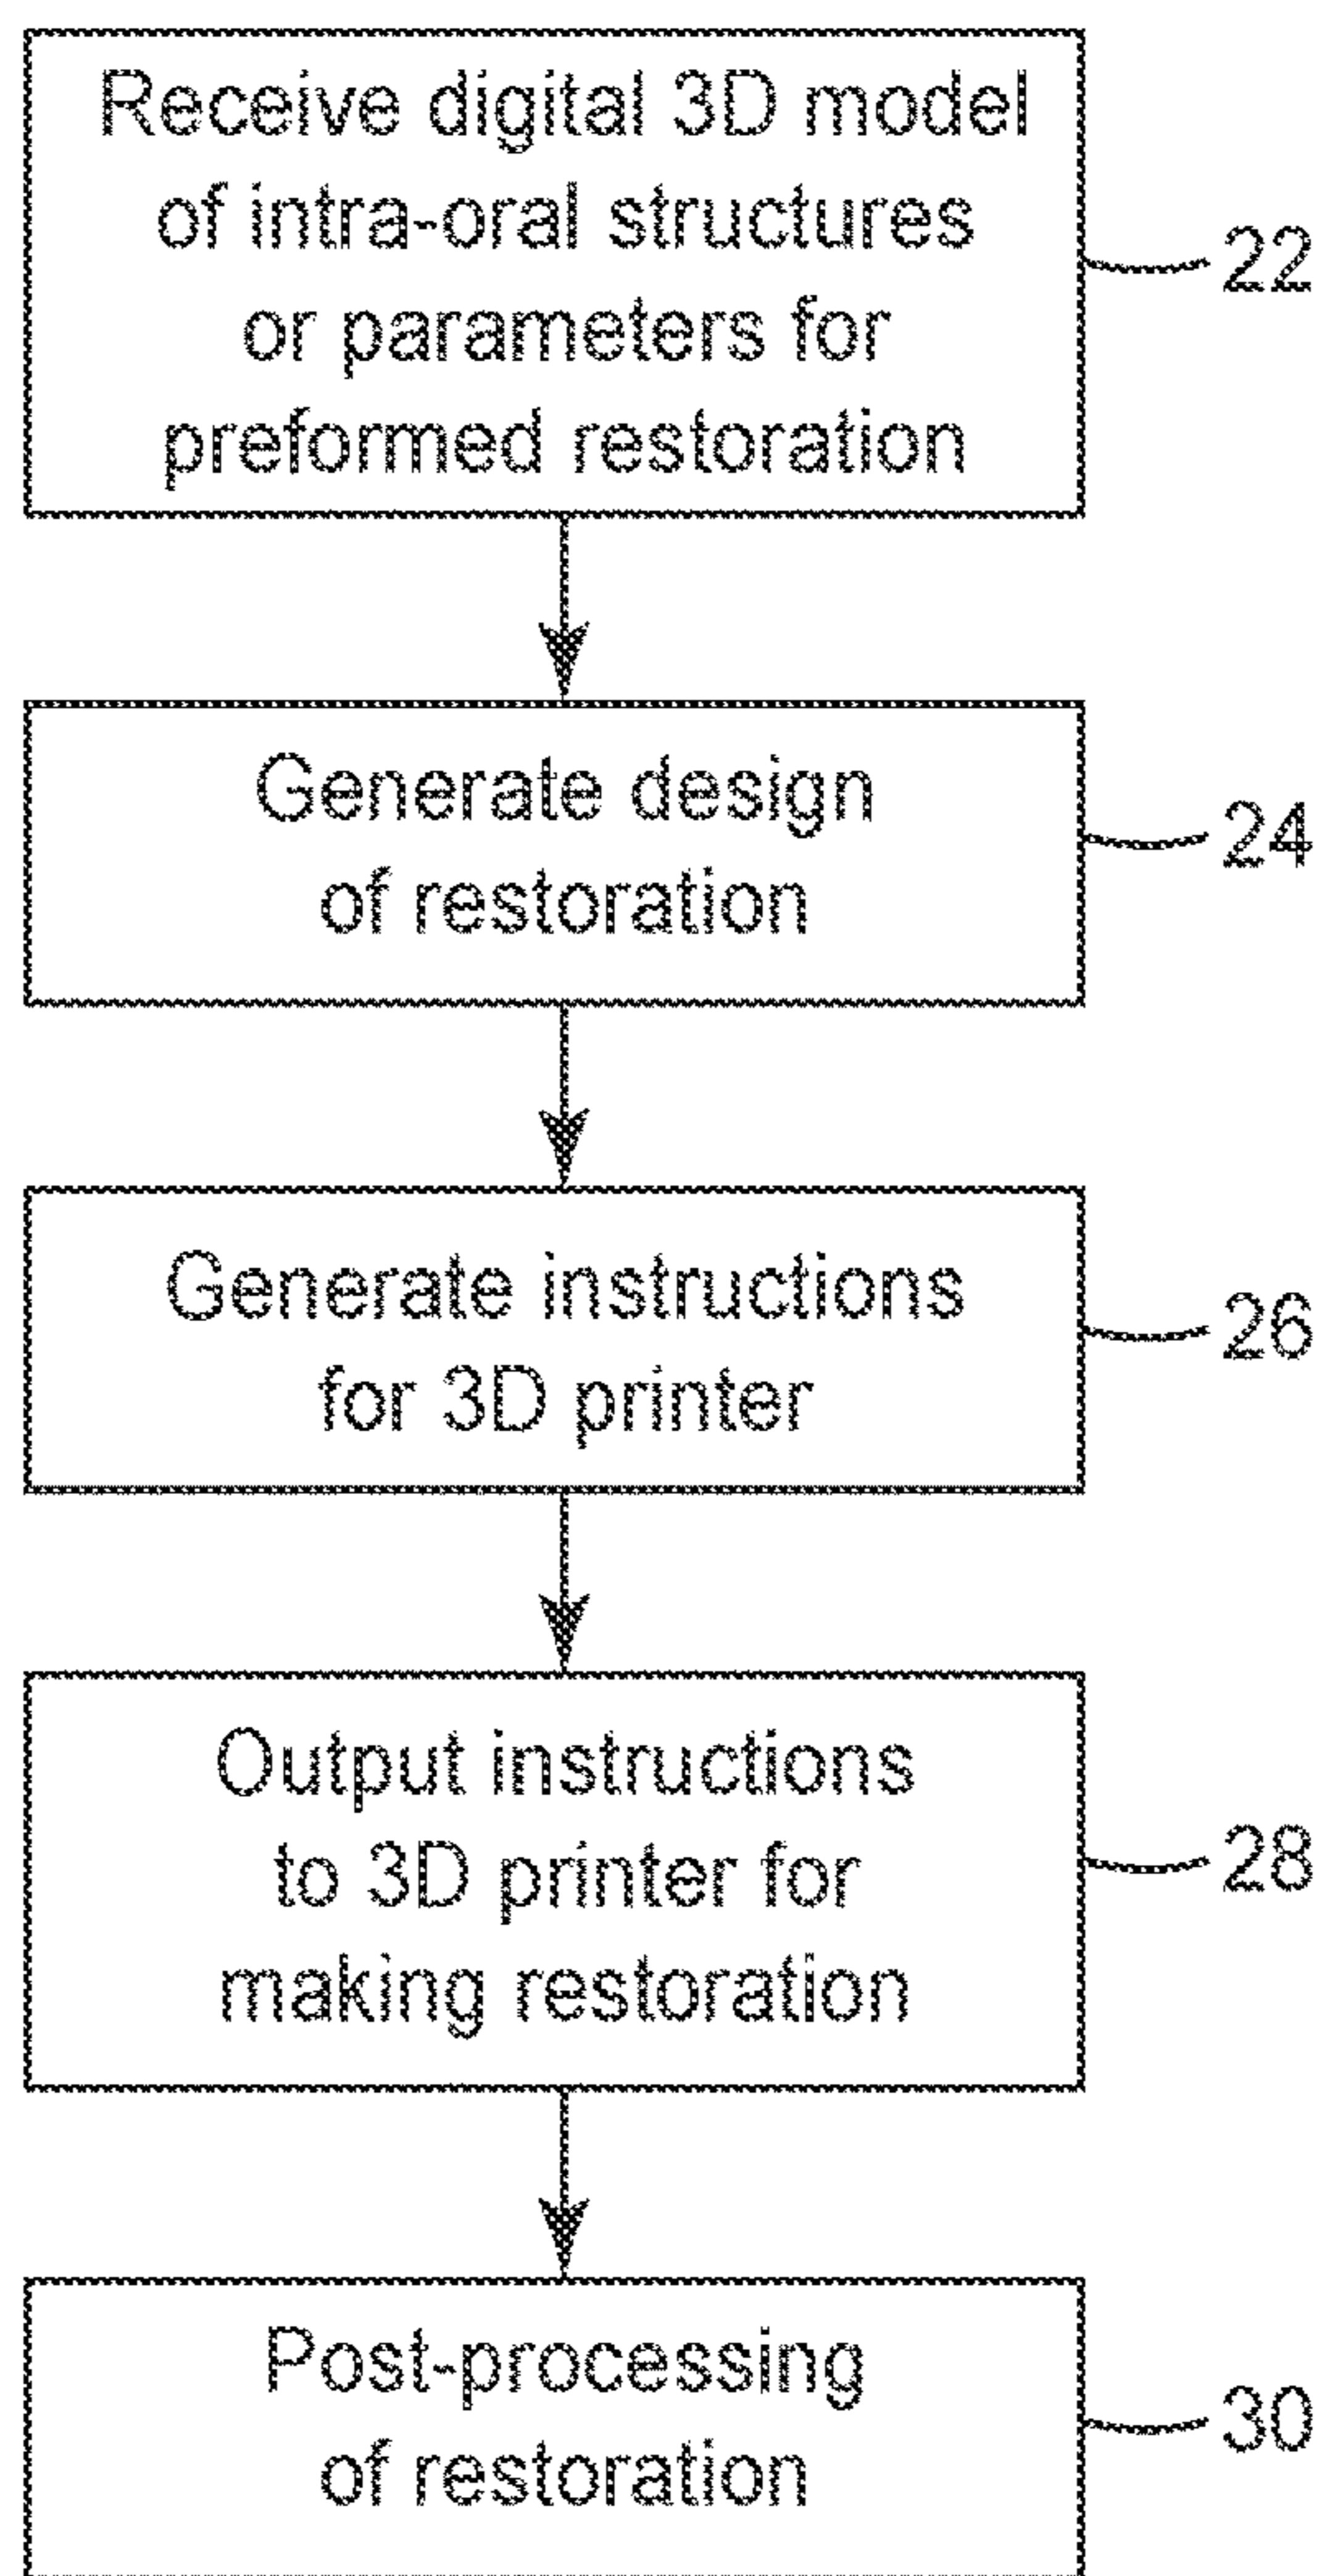 Receive digital 3D model
of intra-oral structures
or parameters for
preformed restoration
22
Generate design
of restoration
24
Generate instructions
for 3D printer
26
Output instructions
to 3D printer for
making restoration
28
Post-processing
of restoration
30